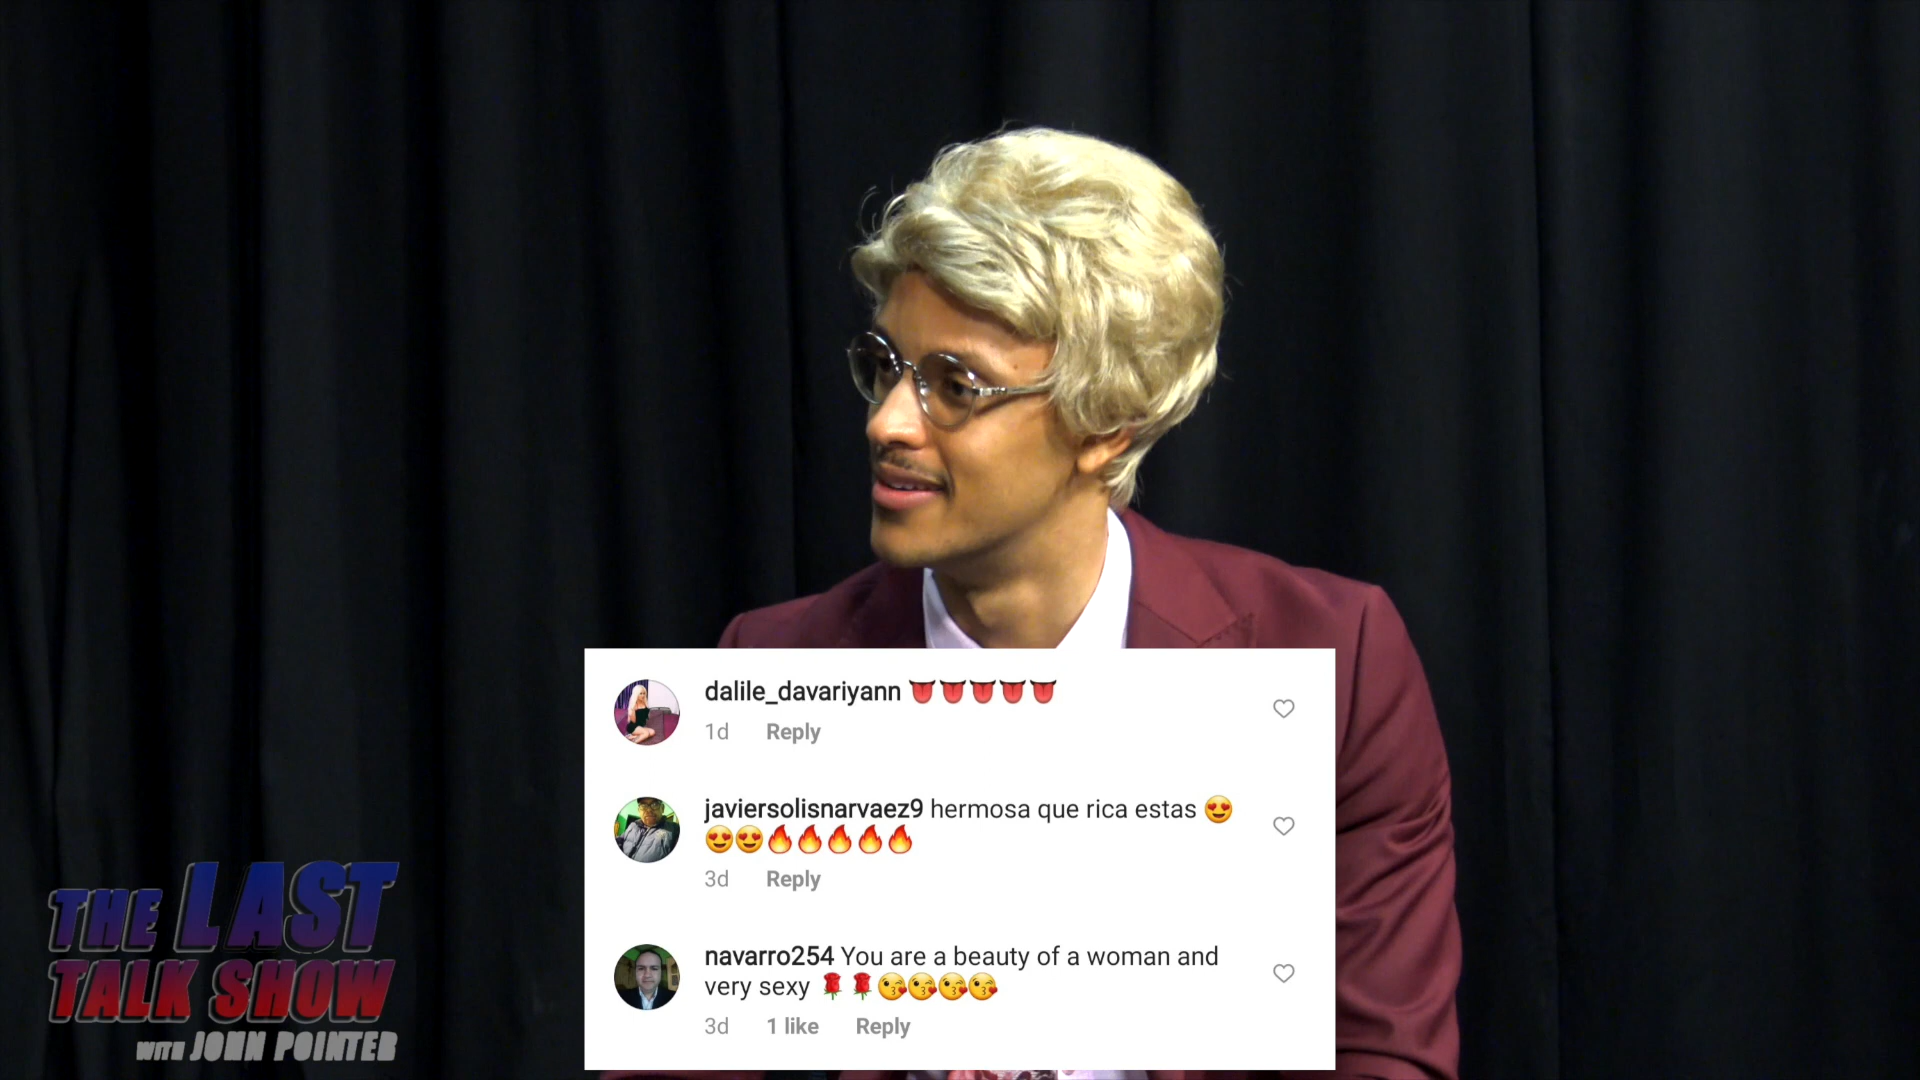 dalile_davariyann 👅👅👅👅👅
1d Reply
javiersolisnarvaez9 hermosa que rica estas 😍
😍😍🔥🔥🔥🔥🔥
3d Reply
navarro254 You are a beauty of a woman and
very sexy 🌹🌹😘😘😘😘
3d 1 like Reply
THE LAST
TALK SHOW
WITH JOHN POINTER